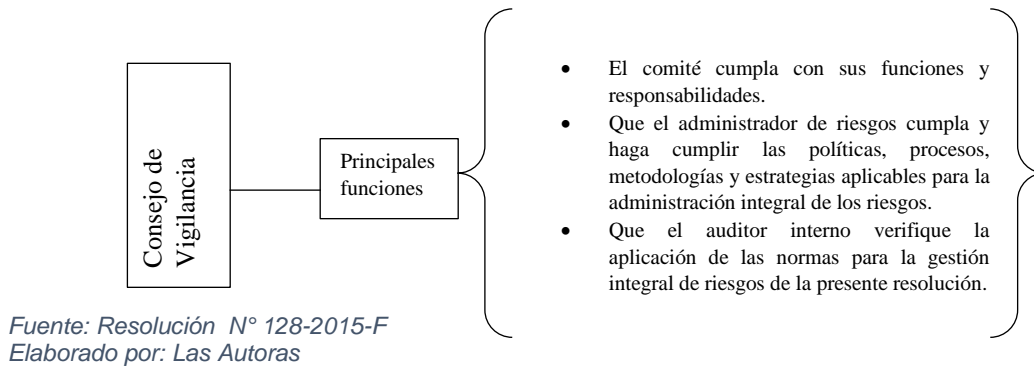 Consejo de
Vigilancia
Principales
funciones
• El comité cumpla con sus funciones y
responsabilidades.
• Que el administrador de riesgos cumpla y
haga cumplir las políticas, procesos,
metodologías y estrategias aplicables para la
administración integral de los riesgos.
• Que el auditor interno verifique la
aplicación de las normas para la gestión
integral de riesgos de la presente resolución.
Fuente: Resolución N° 128-2015-F
Elaborado por: Las Autoras